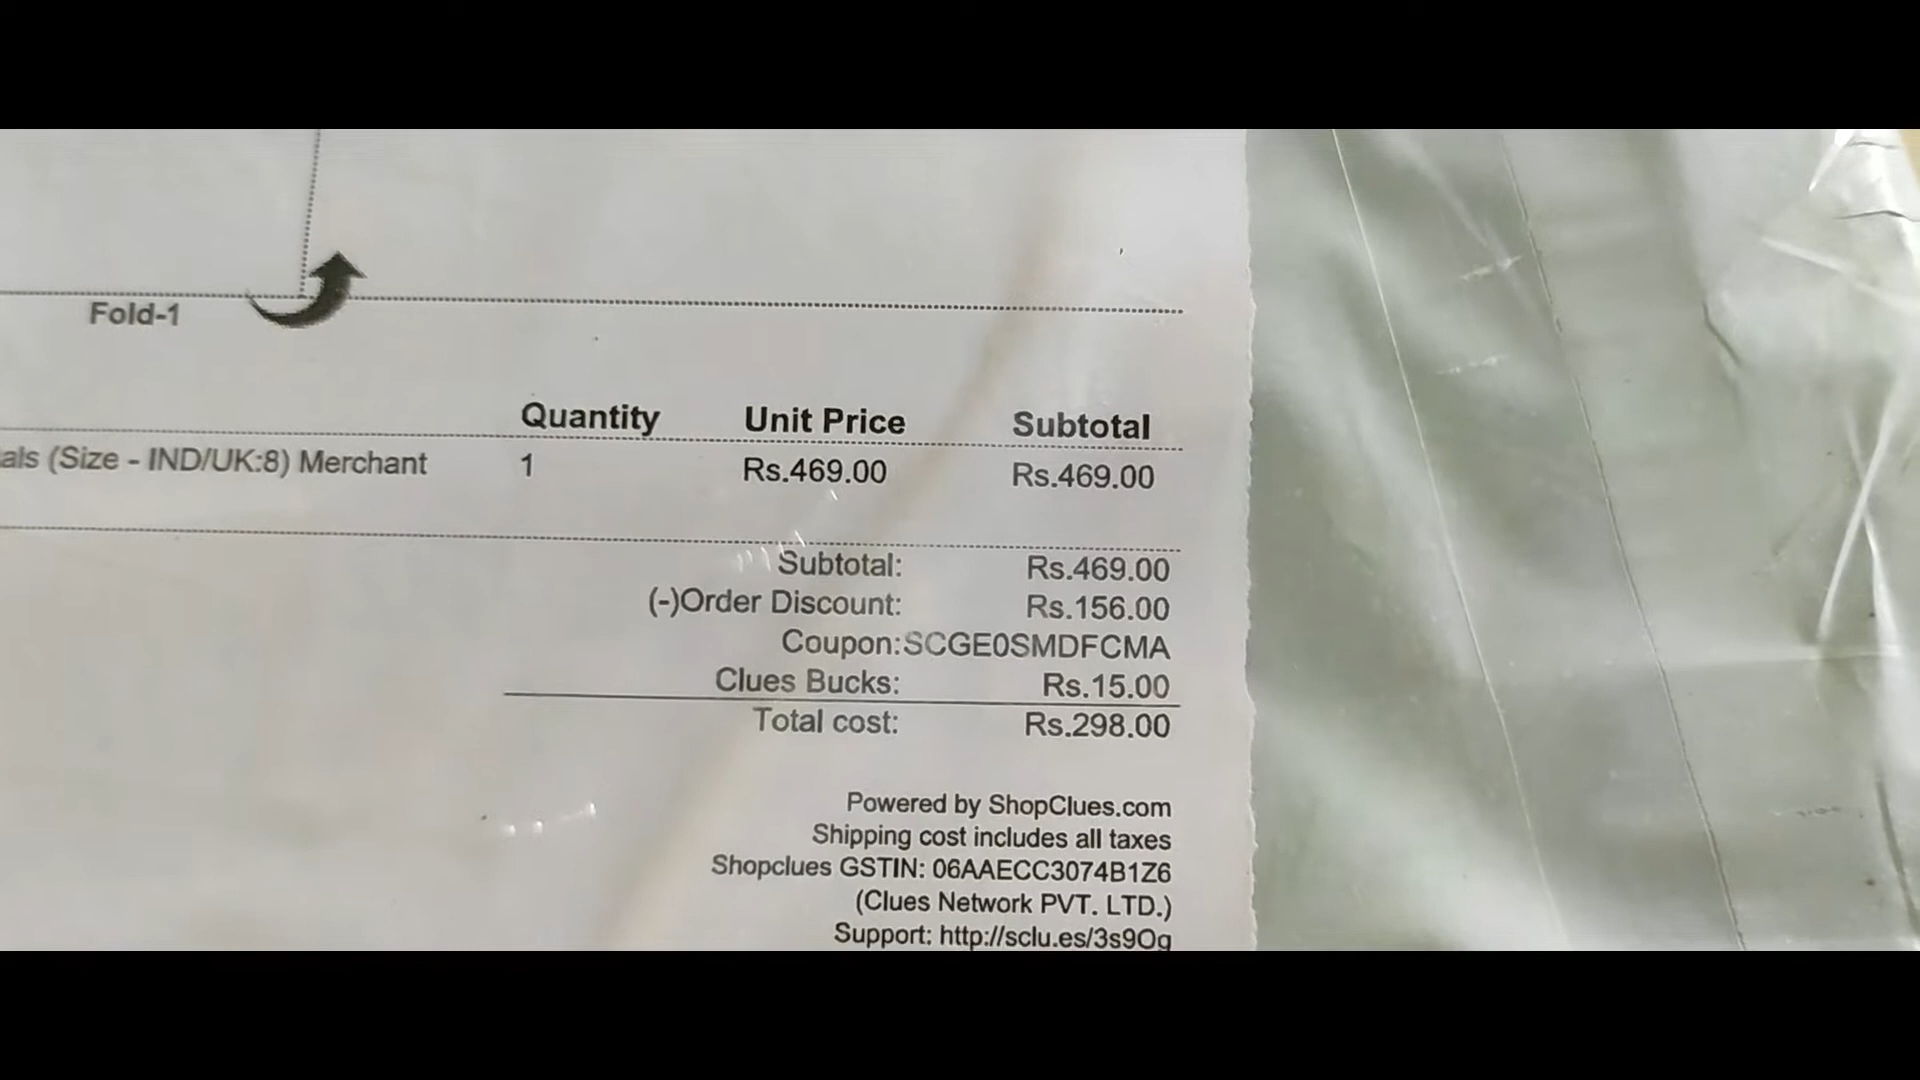 Fold-1
Quantity Unit Price Subtotal
als (Size - IND/UK:8) Merchant 1 Rs.469.00 Rs.469.00
Subtotal: Rs.469.00
(-)Order Discount: Rs.156.00
Coupon:SCGE0SMDFCMA
Clues Bucks: Rs.15.00
Total cost: Rs.298.00
Powered by ShopClues.com
Shipping cost includes all taxes
Shopclues GSTIN: 06AAECC3074B1Z6
(Clues Network PVT. LTD.)
Support: http://sclu.es/3s9Og